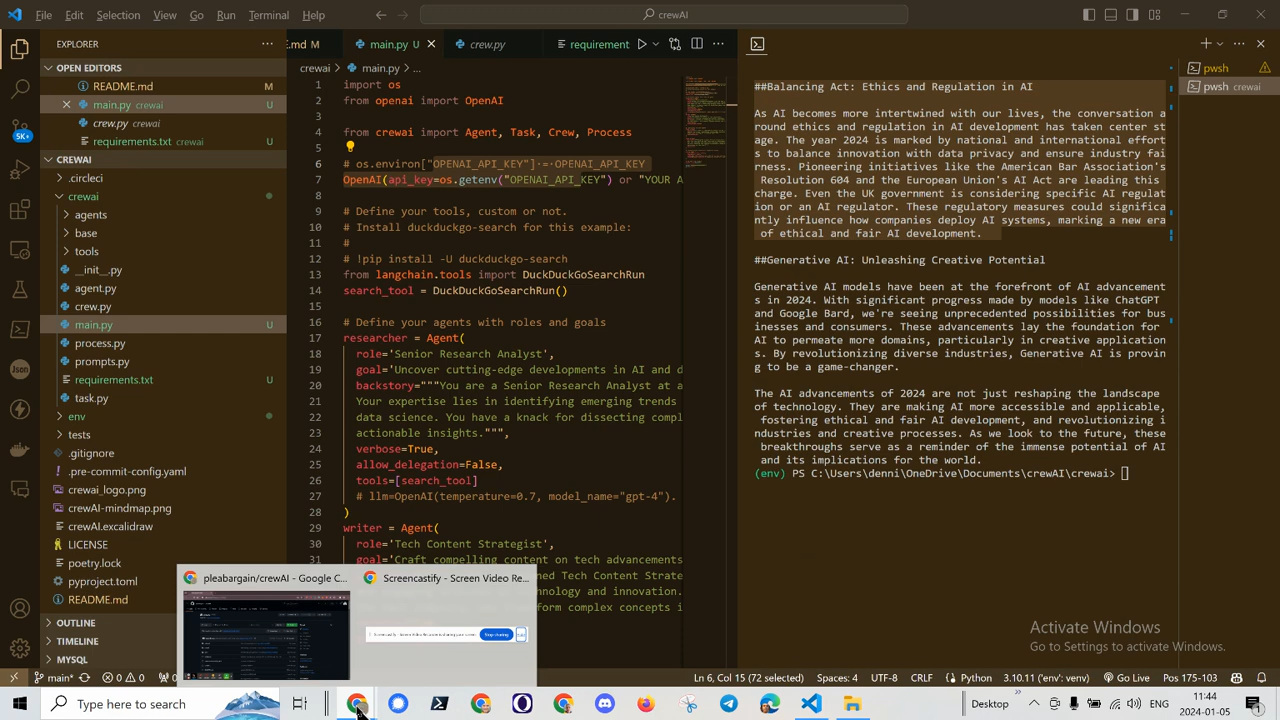 File Edit Selection View Go Run ···
crewAI
EXPLORER
OPEN EDITORS
README.md M
main.py crewai U
crew.py crewai
requirements.txt crewai U
CREWAI
.circleci
crewai
agents
base
tools
__init__.py
agent.py
crew.py
main.py U
process.py
prompts.py
requirements.txt U
task.py
env
tests
.gitignore
.pre-commit-config.yaml
crewai_logo.png
crewAI-mindmap.png
crewAI.excalidraw
LICENSE
poetry.lock
pyproject.toml
README.md M
OUTLINE
TIMELINE
MYSQL
5K+
E.md M
main.py U
crew.py
requirement
crewai > main.py > ...
1 import os
2 from openai import OpenAI
3
4 from crewai import Agent, Task, Crew, Process
5
6 # os.environ["OPENAI_API_KEY"]·=·OPENAI_API_KEY
7 OpenAI(api_key=os.getenv("OPENAI_API_KEY") or "YOUR A
8
9 # Define your tools, custom or not.
10 # Install duckduckgo-search for this example:
11 #
12 # !pip install -U duckduckgo-search
13 from langchain.tools import DuckDuckGoSearchRun
14 search_tool = DuckDuckGoSearchRun()
15
16 # Define your agents with roles and goals
17 researcher = Agent(
18 role='Senior Research Analyst',
19 goal='Uncover cutting-edge developments in AI and d
20 backstory="""You are a Senior Research Analyst at a
21 Your expertise lies in identifying emerging trends
22 data science. You have a knack for dissecting compl
23 actionable insights.""",
24 verbose=True,
25 allow_delegation=False,
26 tools=[search_tool]
27 # llm=OpenAI(temperature=0.7, model_name="gpt-4").
28 )
29 writer = Agent(
30 role='Tech Content Strategist',
31 goal='Craft compelling content on tech advancements
ned Tech Content Strate
technology and innovation.
form complex concepts i
##Balancing Act: Ethics and Regulation in AI
As AI becomes more intertwined with our lives, the conversation a
round ethics and regulation in AI development has taken center st
age. The year 2024 is marked by national and international effort
s to balance innovation with data privacy and ensure industry fai
rness. Pioneering initiatives like the American Bar Association's
Resolution 604 and the European Union's AI Act are leading this
charge. Even the UK government is considering specific AI regulat
ion or an AI regulator. These regulatory measures could significa
ntly influence how companies deploy AI systems, marking a new era
of ethical and fair AI development.
##Generative AI: Unleashing Creative Potential
Generative AI models have been at the forefront of AI advancement
s in 2024. With significant progress made by models like ChatGPT
and Google Bard, we're seeing unprecedented possibilities for bus
inesses and consumers. These advancements lay the foundation for
AI to permeate more domains, particularly in creative application
s. By revolutionizing diverse industries, Generative AI is provin
g to be a game-changer.
The AI advancements of 2024 are not just reshaping the landscape
of technology. They are making AI more accessible and applicable,
fostering ethical and fair AI development, and revolutionizing i
ndustries and creative processes. As we look to the future, these
breakthroughs serve as a reminder of the immense potential of AI
and its implications for the world.
(env) PS C:\Users\denni\OneDrive\Documents\crewAI\crewai>
pwsh
pwsh crewai
pleabargain/crewAI - Google C...
Screencastify - Screen Video Re...
Stop sharing
Activate Windows
Go to Settings to activate Windows.
0 0 0
Ln 6, Col 15 (72 selected) Spaces: 4 UTF-8 CRLF Python 3.10.11 ('venv': venv) Go Live 175-103
Type here to search
Desktop
ENG
11:44
2024-01-05